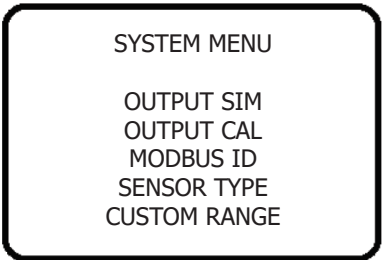 SYSTEM MENU
OUTPUT SIM
OUTPUT CAL
MODBUS ID
SENSOR TYPE
CUSTOM RANGE